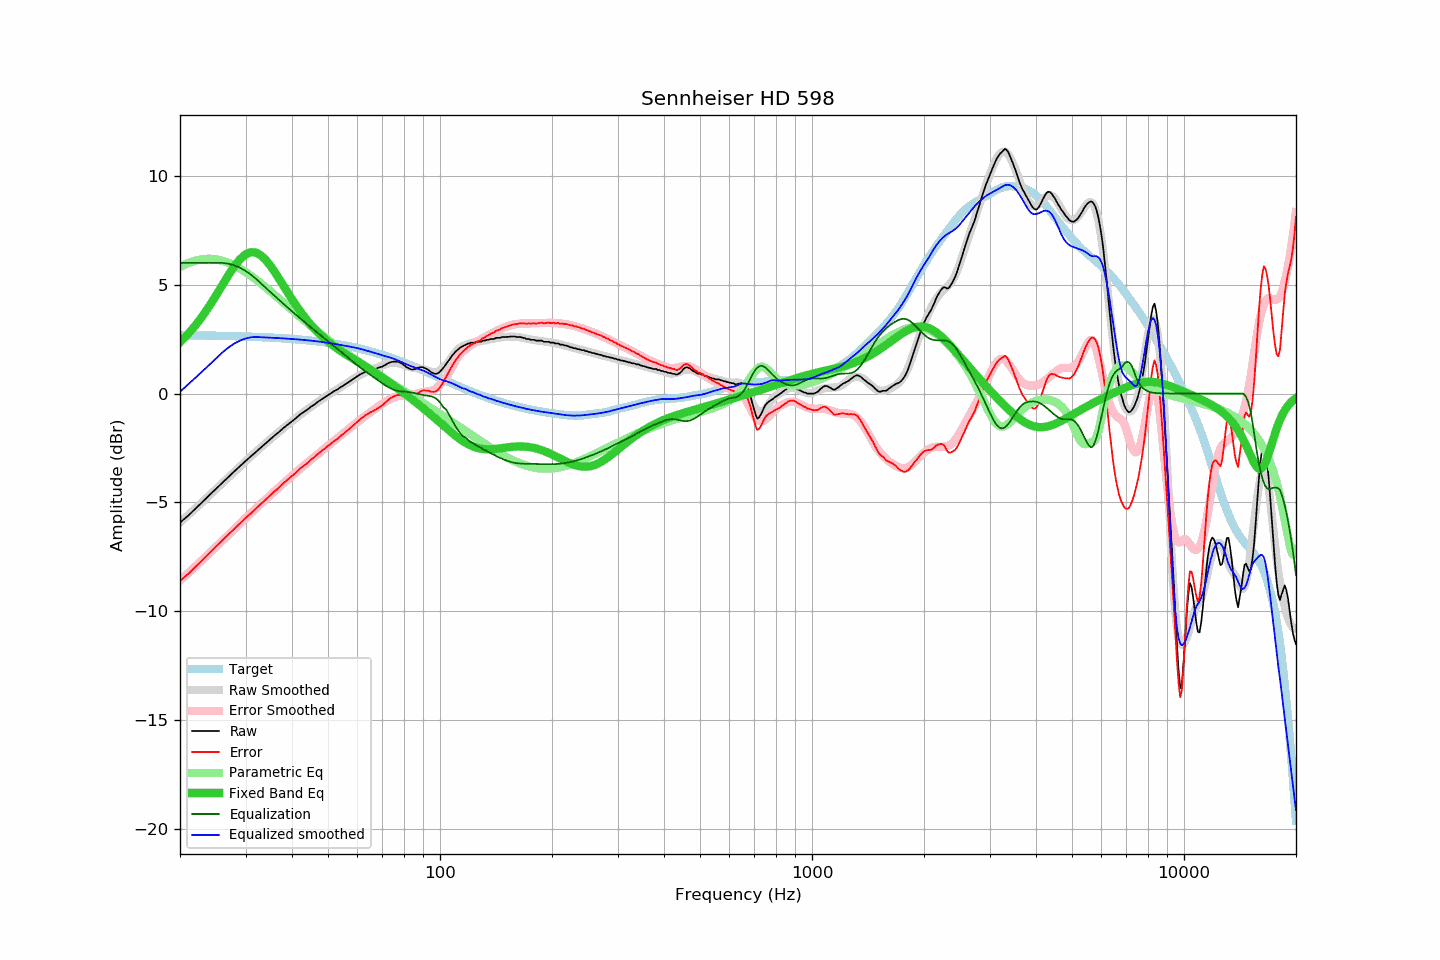 Sennheiser HD 598
10
5
0
−5
−10
−15
−20
Amplitude (dBr)
Target
Raw Smoothed
Error Smoothed
Raw
Error
Parametric Eq
Fixed Band Eq
Equalization
Equalized smoothed
100
1000
10000
Frequency (Hz)